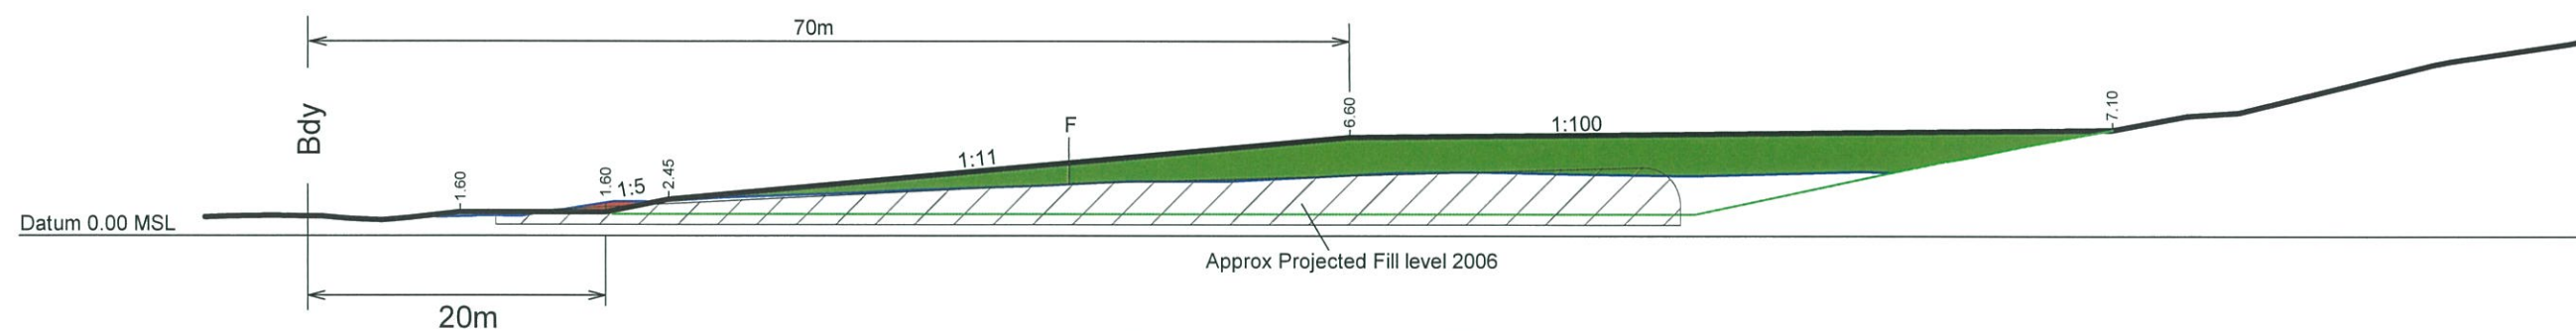 70m
Bdy
6.60
7.10
F
1:100
1:11
1.60
1.60
1:5
2.45
Datum 0.00 MSL
Approx Projected Fill level 2006
20m